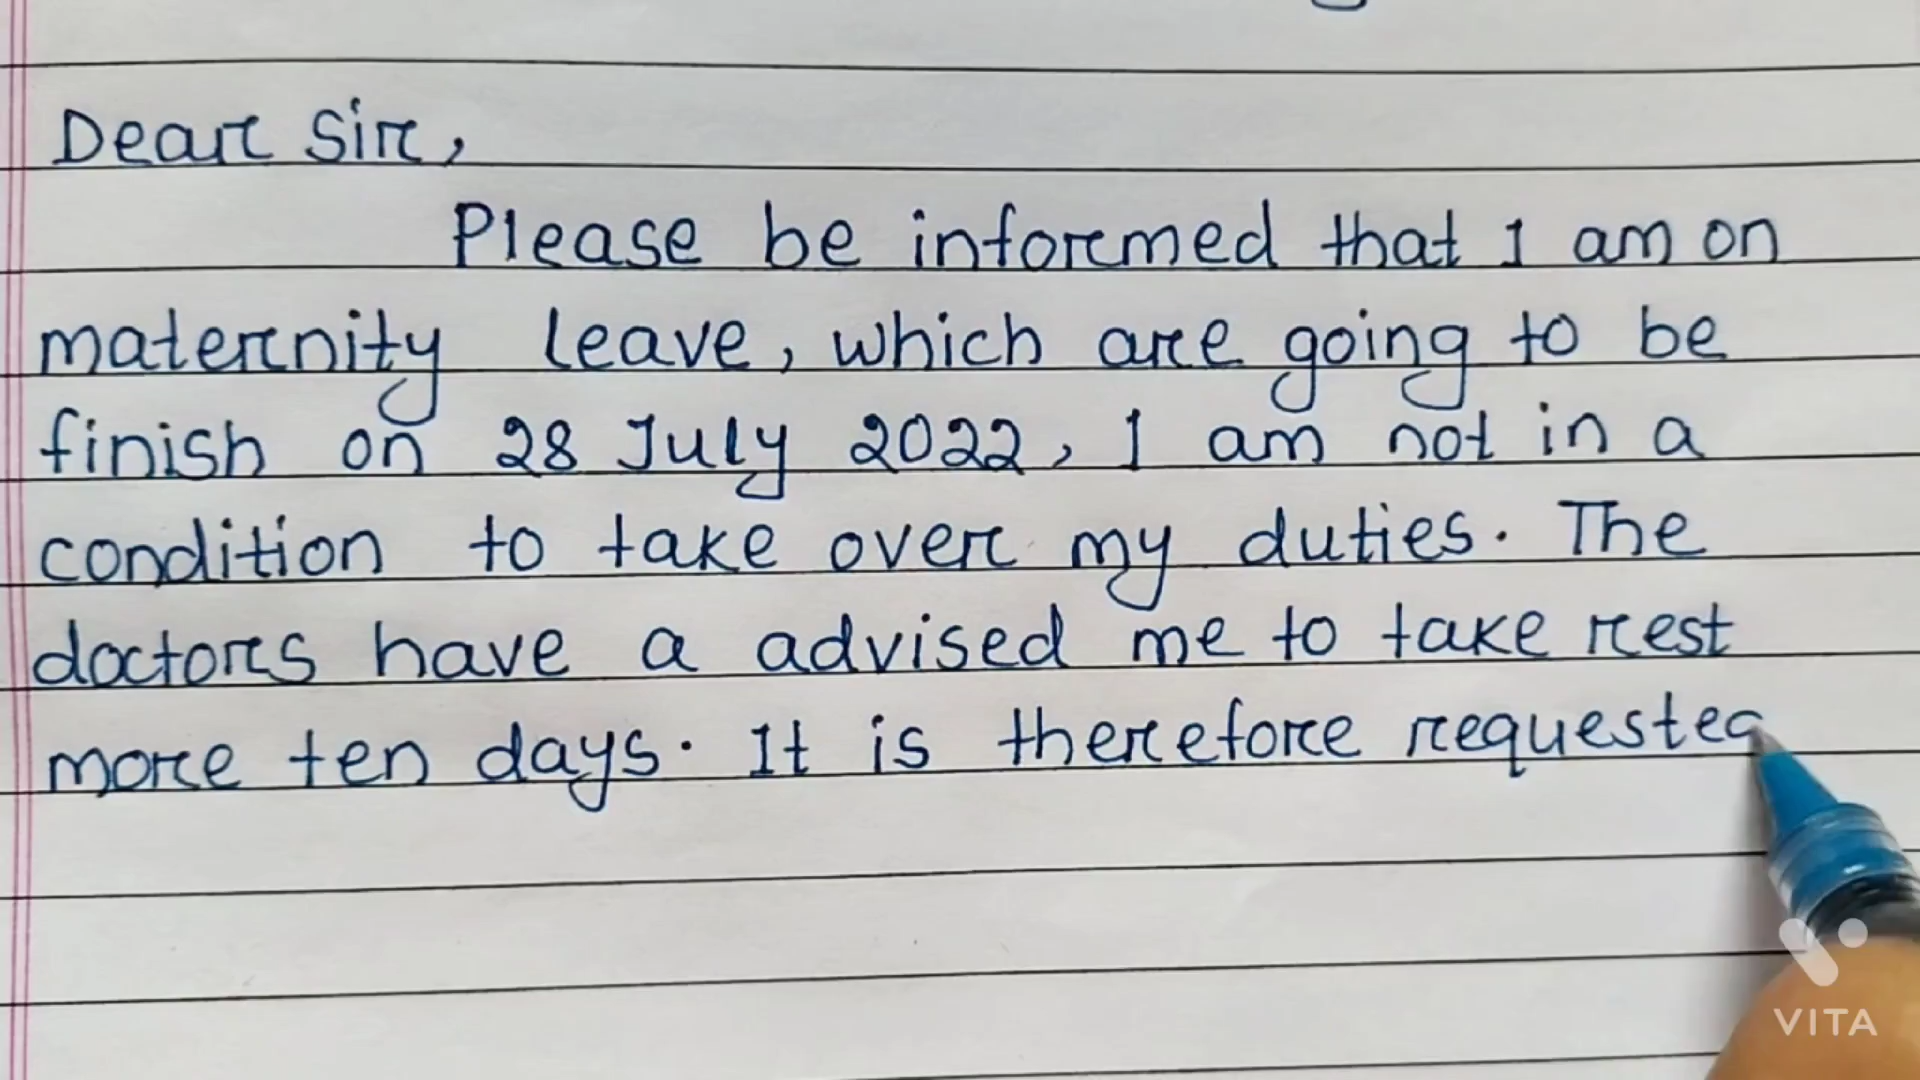 Dear Sir,
Please be informed that I am on
maternity leave, which are going to be
finish on 28 July 2022, I am not in a
condition to take over my duties. The
doctors have a advised me to take rest
more ten days. It is therefore requested
VITA